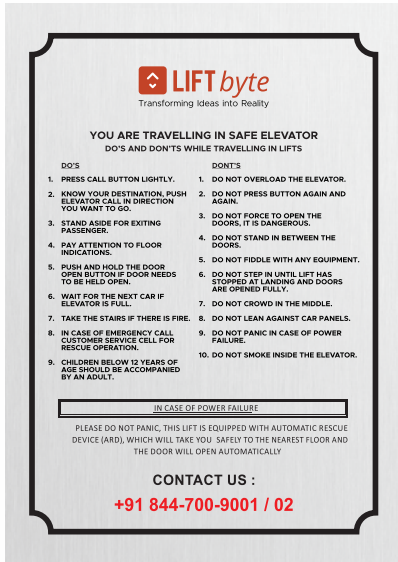 LIFT byte
Transforming Ideas into Reality
YOU ARE TRAVELLING IN SAFE ELEVATOR
DO'S AND DON'TS WHILE TRAVELLING IN LIFTS
DO'S
1. PRESS CALL BUTTON LIGHTLY.
2. KNOW YOUR DESTINATION, PUSH
ELEVATOR CALL IN DIRECTION
YOU WANT TO GO.
3. STAND ASIDE FOR EXITING
PASSENGER.
4. PAY ATTENTION TO FLOOR
INDICATIONS.
5. PUSH AND HOLD THE DOOR
OPEN BUTTON IF DOOR NEEDS
TO BE HELD OPEN.
6. WAIT FOR THE NEXT CAR IF
ELEVATOR IS FULL.
7. TAKE THE STAIRS IF THERE IS FIRE.
8. IN CASE OF EMERGENCY CALL
CUSTOMER SERVICE CELL FOR
RESCUE OPERATION.
9. CHILDREN BELOW 12 YEARS OF
AGE SHOULD BE ACCOMPANIED
BY AN ADULT.
DONT'S
1. DO NOT OVERLOAD THE ELEVATOR.
2. DO NOT PRESS BUTTON AGAIN AND
AGAIN.
3. DO NOT FORCE TO OPEN THE
DOORS, IT IS DANGEROUS.
4. DO NOT STAND IN BETWEEN THE
DOORS.
5. DO NOT FIDDLE WITH ANY EQUIPMENT.
6. DO NOT STEP IN UNTIL LIFT HAS
STOPPED AT LANDING AND DOORS
ARE OPENED FULLY.
7. DO NOT CROWD IN THE MIDDLE.
8. DO NOT LEAN AGAINST CAR PANELS.
9. DO NOT PANIC IN CASE OF POWER
FAILURE.
10. DO NOT SMOKE INSIDE THE ELEVATOR.
IN CASE OF POWER FAILURE
PLEASE DO NOT PANIC, THIS LIFT IS EQUIPPED WITH AUTOMATIC RESCUE
DEVICE (ARD), WHICH WILL TAKE YOU SAFELY TO THE NEAREST FLOOR AND
THE DOOR WILL OPEN AUTOMATICALLY
CONTACT US :
+91 844-700-9001 / 02